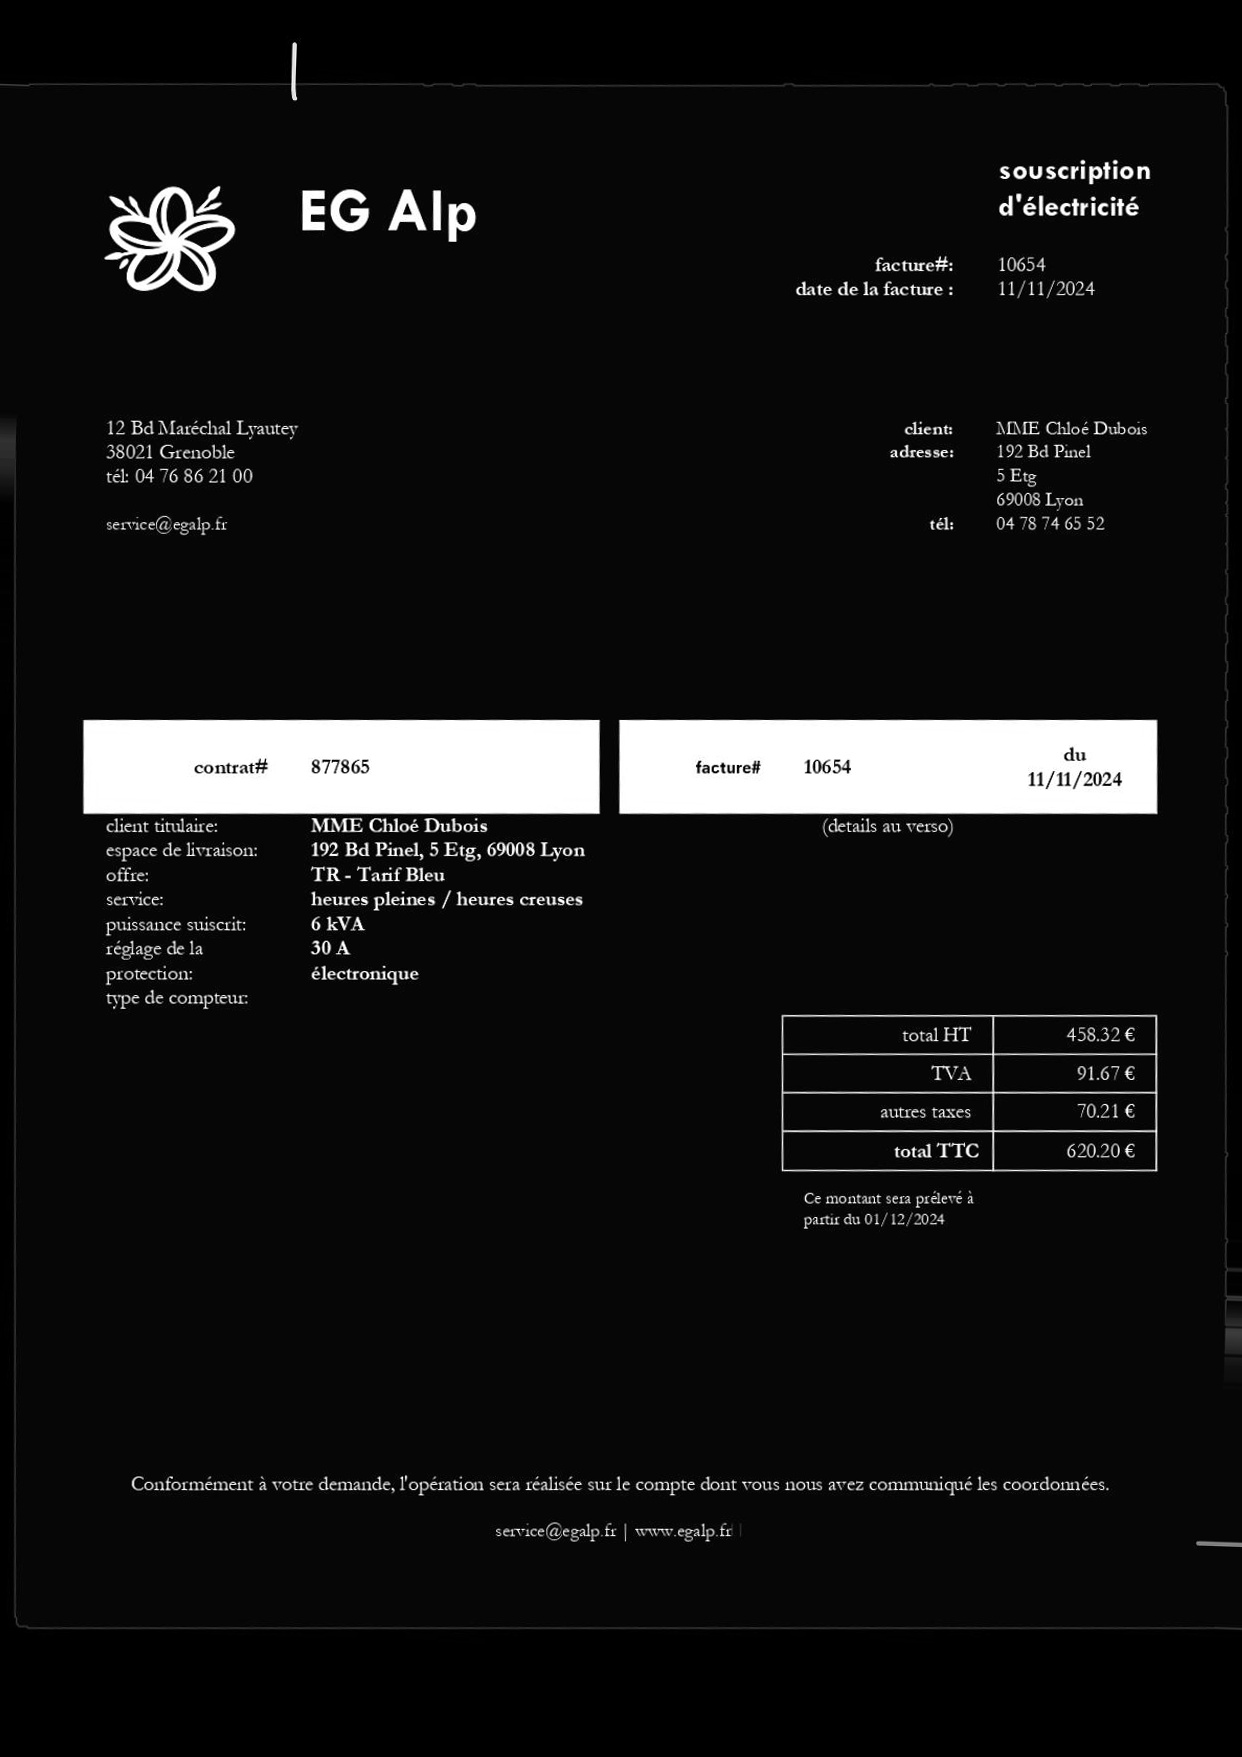 EG Alp
souscription
d'électricité
facture#: 10654
date de la facture : 11/11/2024
12 Bd Maréchal Lyautey
38021 Grenoble
tél: 04 76 86 21 00
service@egalp.fr
client: MME Chloé Dubois
adresse: 192 Bd Pinel
5 Etg
69008 Lyon
tél: 04 78 74 65 52
contrat# 877865
client titulaire: MME Chloé Dubois
espace de livraison: 192 Bd Pinel, 5 Etg, 69008 Lyon
offre: TR - Tarif Bleu
service: heures pleines / heures creuses
puissance suiscrit: 6 kVA
réglage de la 30 A
protection: électronique
type de compteur:
facture# 10654 du
11/11/2024
(details au verso)
total HT 458.32 €
TVA 91.67 €
autres taxes 70.21 €
total TTC 620.20 €
Ce montant sera prélevé à
partir du 01/12/2024
Conformément à votre demande, l'opération sera réalisée sur le compte dont vous nous avez communiqué les coordonnées.
service@egalp.fr | www.egalp.fr